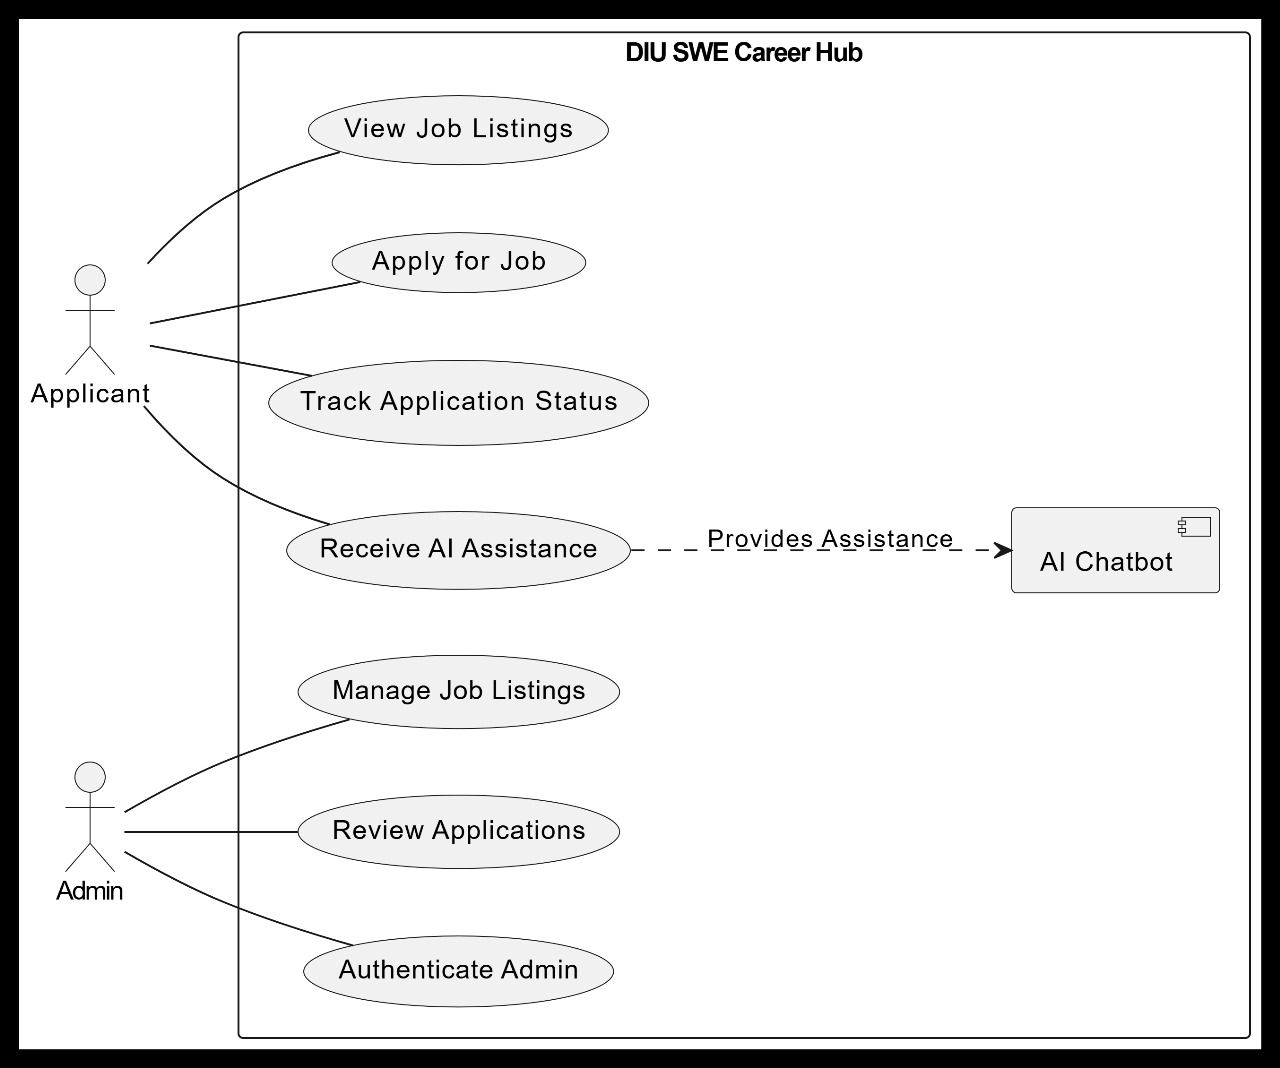 DIU SWE Career Hub
View Job Listings
Apply for Job
Applicant
Track Application Status
Receive AI Assistance
Provides Assistance
AI Chatbot
Manage Job Listings
Review Applications
Admin
Authenticate Admin